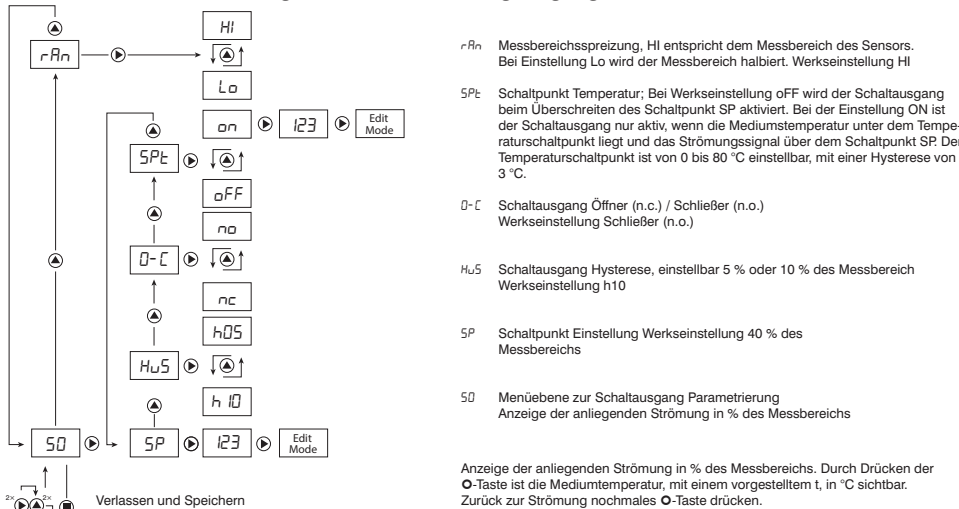 HI
rAn
Lo
on
123
Edit
Mode
SPt
oFF
no
O-C
nc
h05
HuS
h10
SO
SP
123
Edit
Mode
2×
2×
Verlassen und Speichern
rAn Messbereichsspreizung, HI entspricht dem Messbereich des Sensors.
Bei Einstellung Lo wird der Messbereich halbiert. Werkseinstellung HI
SPt Schaltpunkt Temperatur; Bei Werkseinstellung oFF wird der Schaltausgang
beim Überschreiten des Schaltpunkt SP aktiviert. Bei der Einstellung ON ist
der Schaltausgang nur aktiv, wenn die Mediumstemperatur unter dem Tempe-
raturschaltpunkt liegt und das Strömungssignal über dem Schaltpunkt SP. Der
Temperaturschaltpunkt ist von 0 bis 80 °C einstellbar, mit einer Hysterese von
3 °C.
O-C Schaltausgang Öffner (n.c.) / Schließer (n.o.)
Werkseinstellung Schließer (n.o.)
HuS Schaltausgang Hysterese, einstellbar 5 % oder 10 % des Messbereich
Werkseinstellung h10
SP Schaltpunkt Einstellung Werkseinstellung 40 % des
Messbereichs
SO Menüebene zur Schaltausgang Parametrierung
Anzeige der anliegenden Strömung in % des Messbereichs
Anzeige der anliegenden Strömung in % des Messbereichs. Durch Drücken der
O-Taste ist die Mediumtemperatur, mit einem vorgestelltem t, in °C sichtbar.
Zurück zur Strömung nochmales O-Taste drücken.